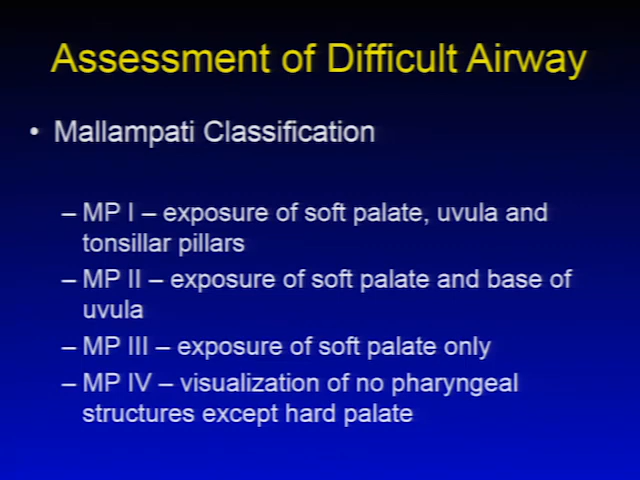 Assessment of Difficult Airway
• Mallampati Classification
– MP I – exposure of soft palate, uvula and
tonsillar pillars
– MP II – exposure of soft palate and base of
uvula
– MP III – exposure of soft palate only
– MP IV – visualization of no pharyngeal
structures except hard palate